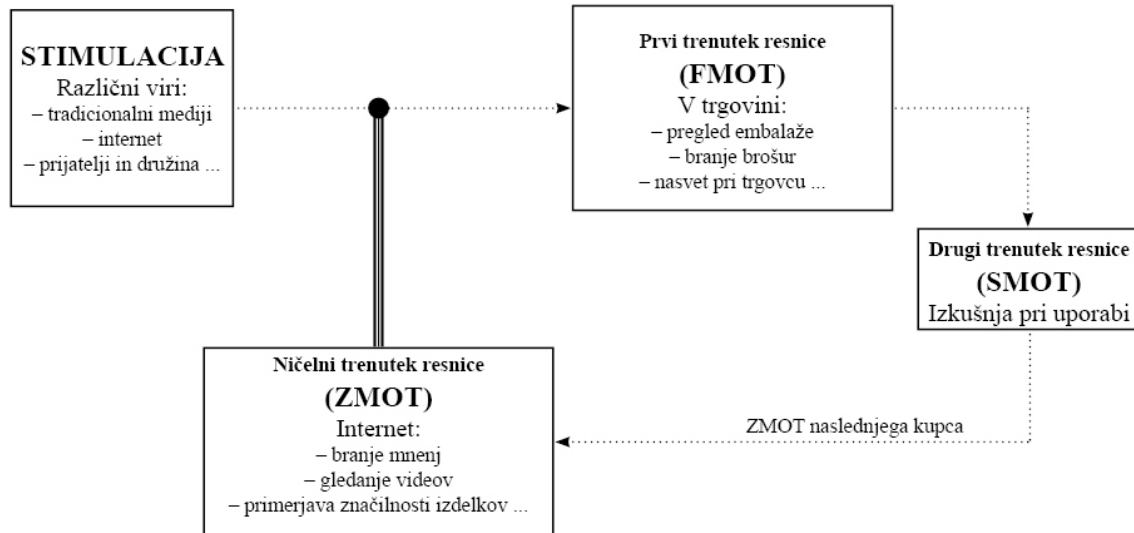 STIMULACIJA
Različni viri:
– tradicionalni mediji
– internet
– prijatelji in družina ...
Prvi trenutek resnice
(FMOT)
V trgovini:
– pregled embalaže
– branje brošur
– nasvet pri trgovcu ...
Drugi trenutek resnice
(SMOT)
Izkušnja pri uporabi
Ničelni trenutek resnice
(ZMOT)
Internet:
– branje mnenj
– gledanje videov
– primerjava značilnosti izdelkov ...
ZMOT naslednjega kupca